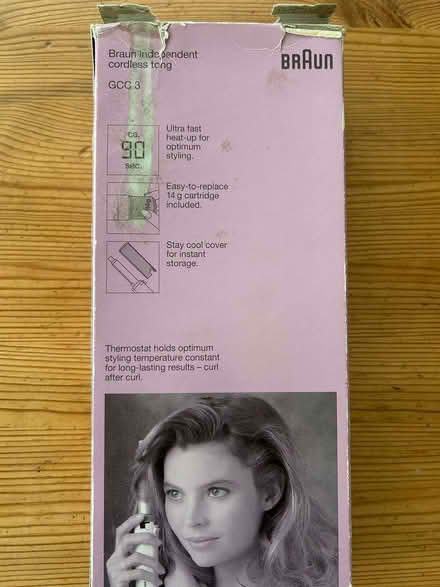 Braun Independent
cordless tong
BRAUN
GCC 3
ca.
90
sec.
Ultra fast
heat-up for
optimum
styling.
Easy-to-replace
14 g cartridge
included.
14g
Stay cool cover
for instant
storage.
Thermostat holds optimum
styling temperature constant
for long-lasting results – curl
after curl.